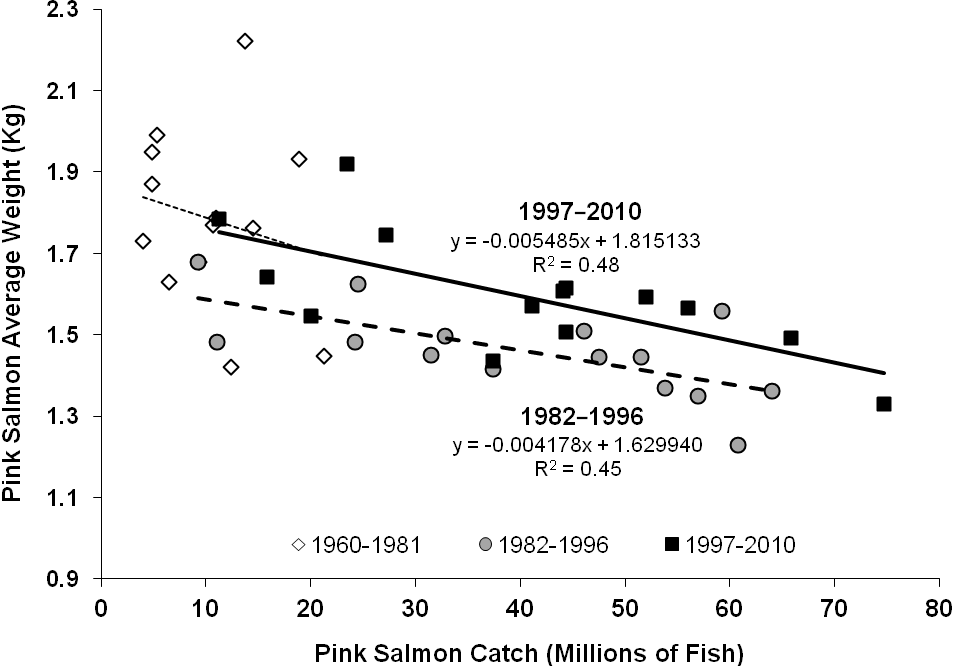 2.3
2.1
1.9
1.7
1.5
1.3
1.1
0.9
Pink Salmon Average Weight (Kg)
1997–2010
y = -0.005485x + 1.815133
R² = 0.48
1982–1996
y = -0.004178x + 1.629940
R² = 0.45
1960-1981 1982-1996 1997-2010
0 10 20 30 40 50 60 70 80
Pink Salmon Catch (Millions of Fish)